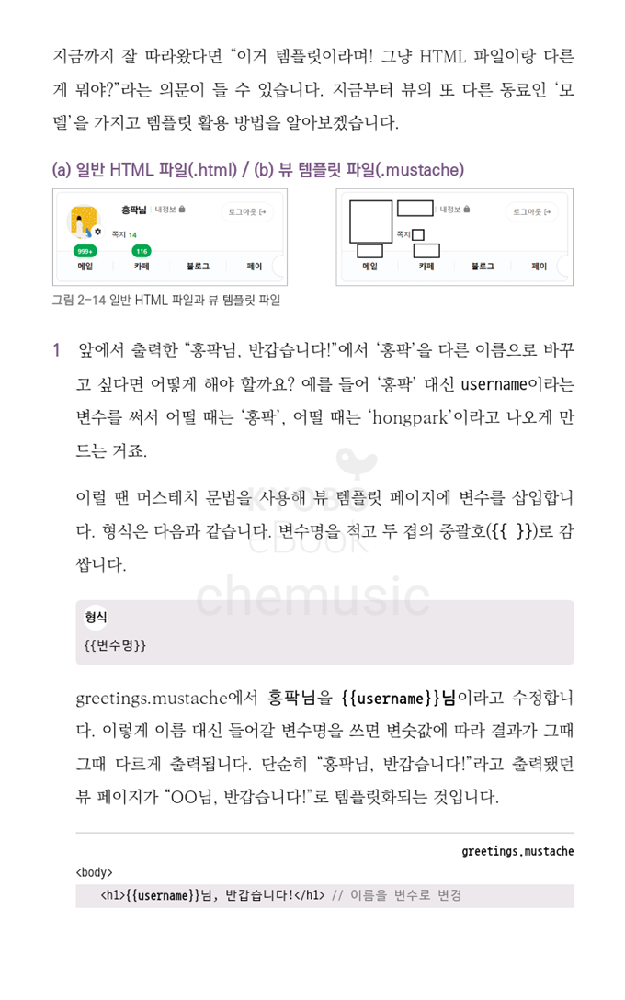 지금까지 잘 따라왔다면 “이거 템플릿이라며! 그냥 HTML 파일이랑 다른
게 뭐야?”라는 의문이 들 수 있습니다. 지금부터 뷰의 또 다른 동료인 ‘모
델’을 가지고 템플릿 활용 방법을 알아보겠습니다.
(a) 일반 HTML 파일(.html) / (b) 뷰 템플릿 파일(.mustache)
홍팍님 내정보 로그아웃
쪽지 14
999+ 116
메일 카페 블로그 페이
내정보 로그아웃
쪽지
메일 카페 블로그 페이
그림 2-14 일반 HTML 파일과 뷰 템플릿 파일
1 앞에서 출력한 “홍팍님, 반갑습니다!”에서 ‘홍팍’을 다른 이름으로 바꾸
고 싶다면 어떻게 해야 할까요? 예를 들어 ‘홍팍’ 대신 username이라는
변수를 써서 어떨 때는 ‘홍팍’, 어떨 때는 ‘hongpark’이라고 나오게 만
드는 거죠.
이럴 땐 머스테치 문법을 사용해 뷰 템플릿 페이지에 변수를 삽입합니
다. 형식은 다음과 같습니다. 변수명을 적고 두 겹의 중괄호({{ }})로 감
쌉니다.
KYOBO
eBook
chemusic
형식
{{변수명}}
greetings.mustache에서 홍팍님을 {{username}}님이라고 수정합니
다. 이렇게 이름 대신 들어갈 변수명을 쓰면 변숫값에 따라 결과가 그때
그때 다르게 출력됩니다. 단순히 “홍팍님, 반갑습니다!”라고 출력됐던
뷰 페이지가 “OO님, 반갑습니다!”로 템플릿화되는 것입니다.
greetings.mustache
<body>
<h1>{{username}}님, 반갑습니다!</h1> // 이름을 변수로 변경